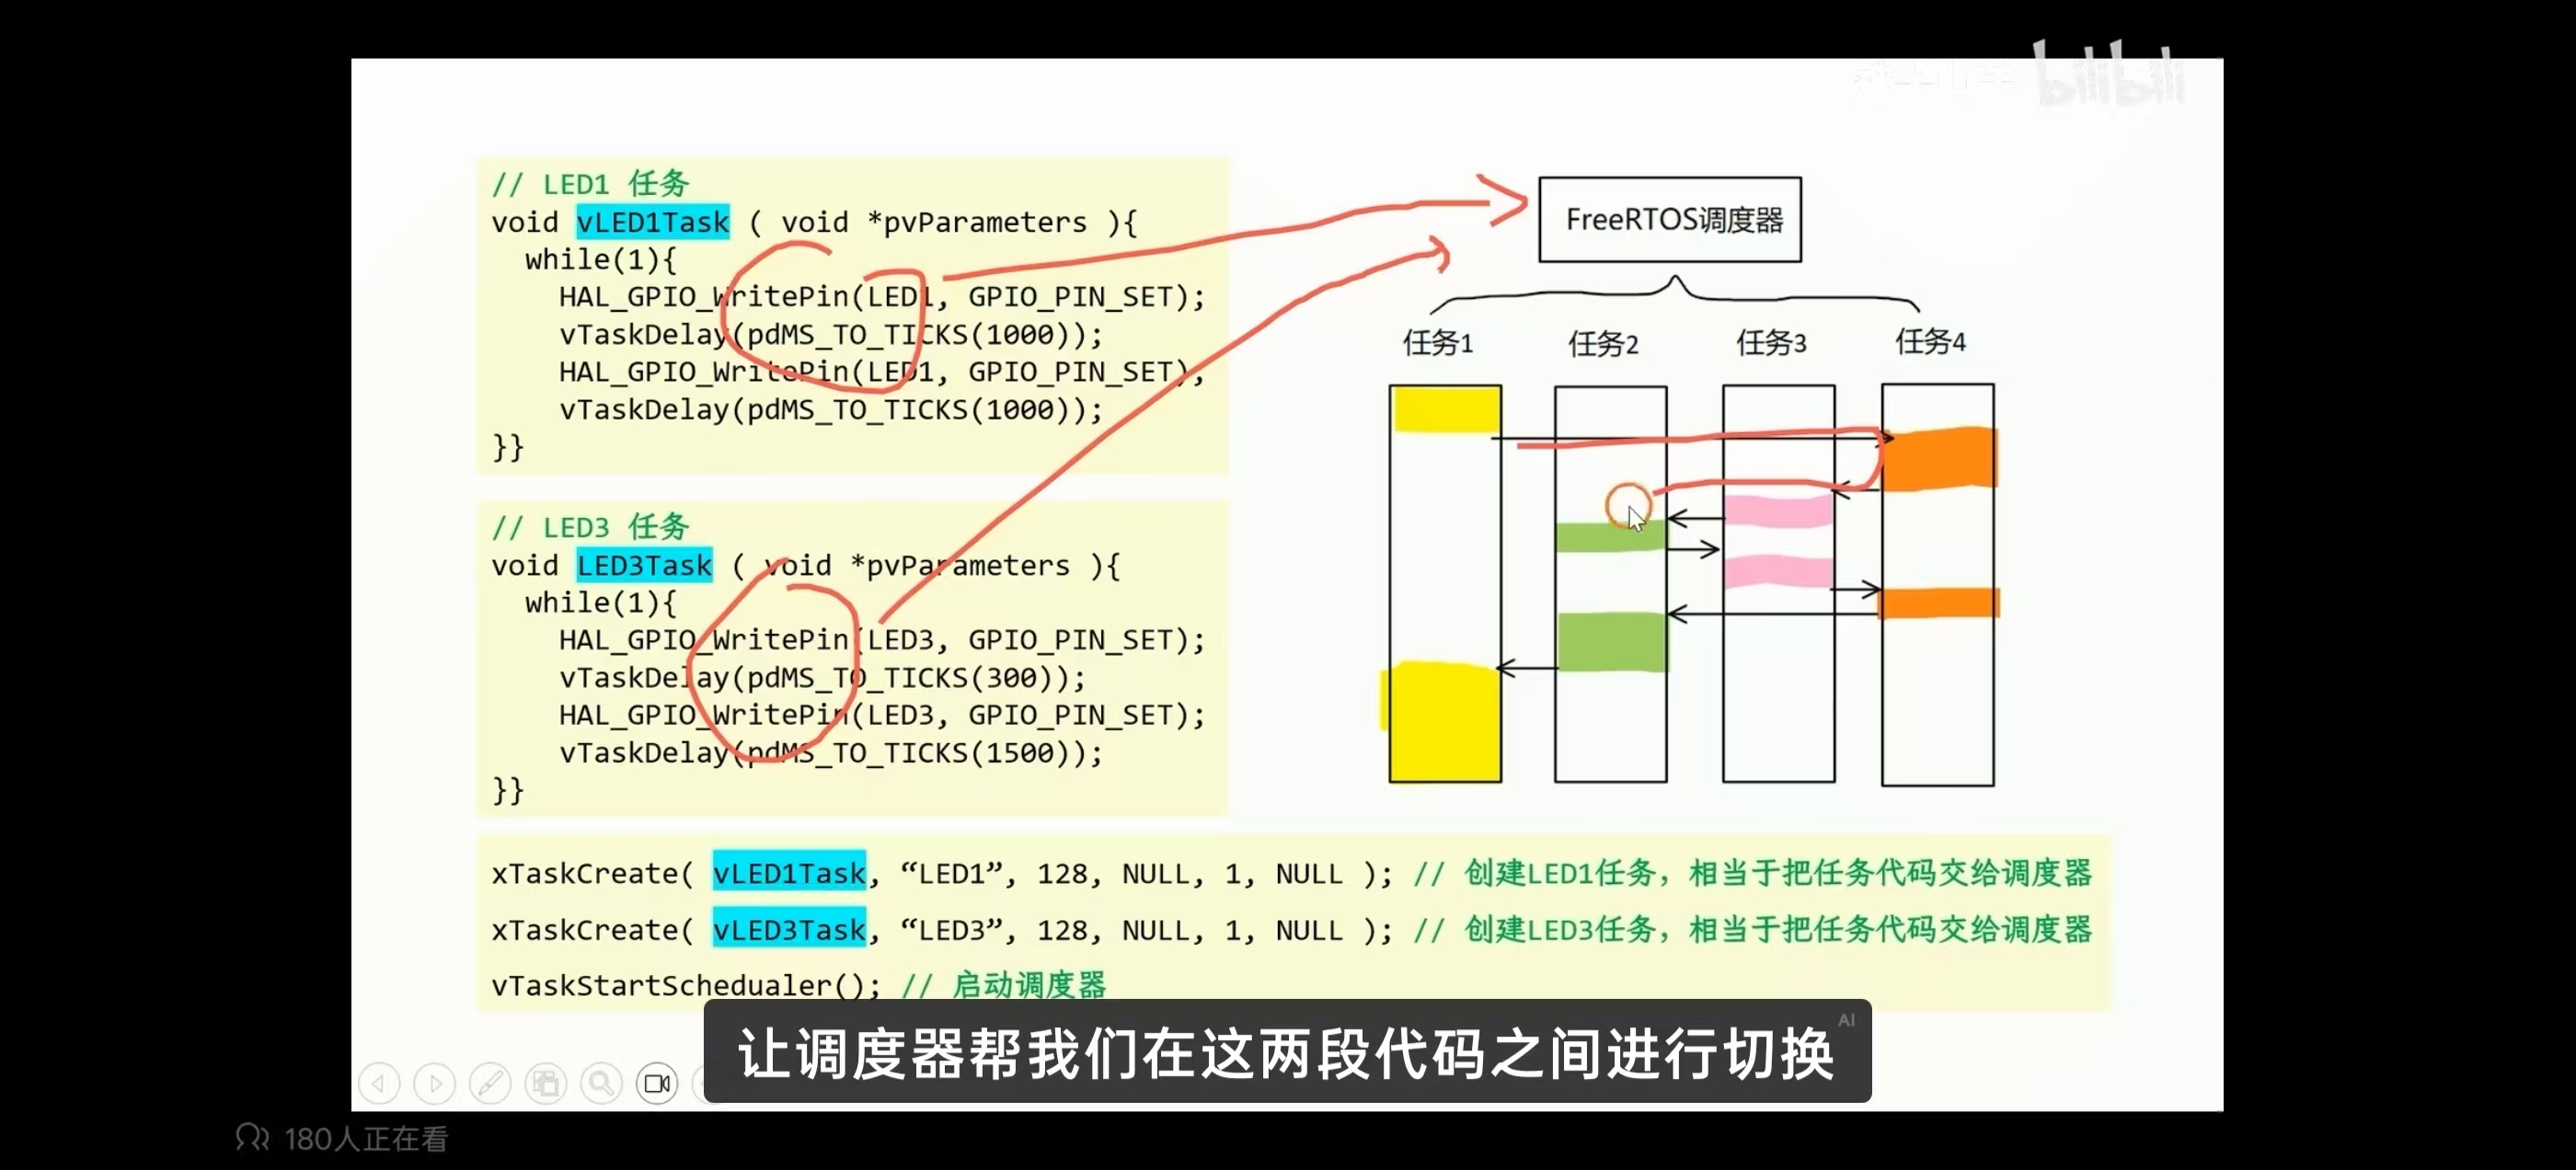 bilibili
// LED1 任务
void vLED1Task ( void *pvParameters ){
while(1){
HAL_GPIO_WritePin(LED1, GPIO_PIN_SET);
vTaskDelay(pdMS_TO_TICKS(1000));
HAL_GPIO_WritePin(LED1, GPIO_PIN_SET);
vTaskDelay(pdMS_TO_TICKS(1000));
}}
// LED3 任务
void LED3Task ( void *pvParameters ){
while(1){
HAL_GPIO_WritePin(LED3, GPIO_PIN_SET);
vTaskDelay(pdMS_TO_TICKS(300));
HAL_GPIO_WritePin(LED3, GPIO_PIN_SET);
vTaskDelay(pdMS_TO_TICKS(1500));
}}
FreeRTOS调度器
任务1 任务2 任务3 任务4
xTaskCreate( vLED1Task, “LED1”, 128, NULL, 1, NULL ); // 创建LED1任务，相当于把任务代码交给调度器
xTaskCreate( vLED3Task, “LED3”, 128, NULL, 1, NULL ); // 创建LED3任务，相当于把任务代码交给调度器
vTaskStartSchedualer(); // 启动调度器
让调度器帮我们在这两段代码之间进行切换
AI
180人正在看